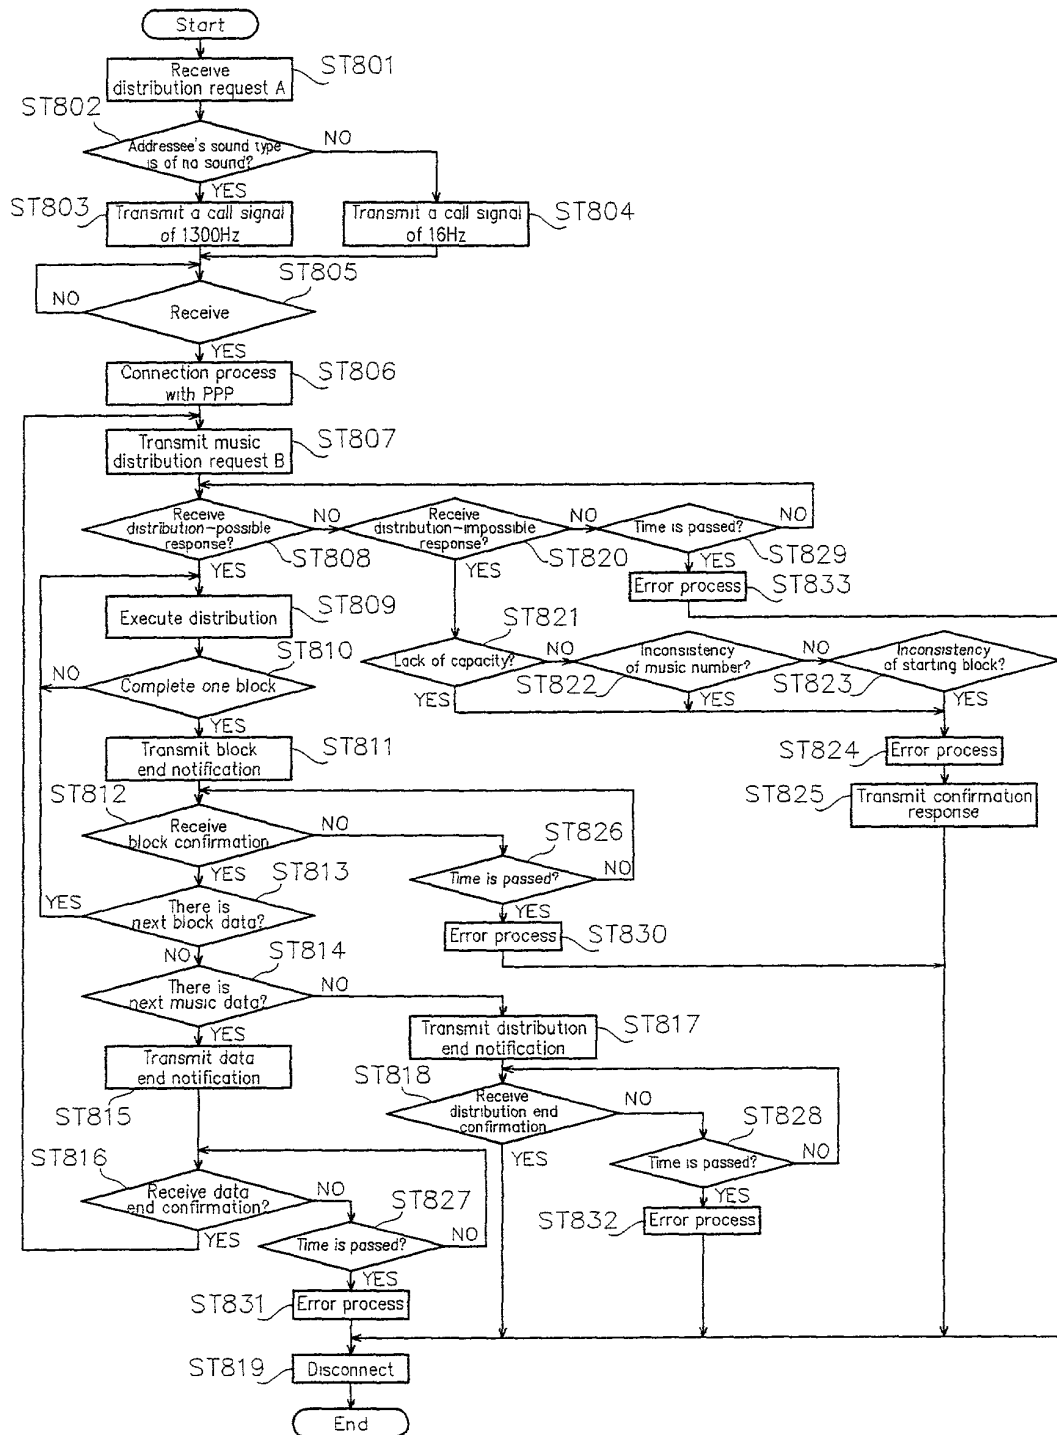 Start
ST801
Receive
distribution request A
ST802
Addressee's sound type
is of no sound?
NO
YES
ST803
Transmit a call signal
of 1300Hz
Transmit a call signal
of 16Hz
ST804
ST805
NO
Receive
YES
Connection process
with PPP
ST806
Transmit music
distribution request B
ST807
Receive
distribution-possible
response?
NO
ST808
YES
Receive
distribution-impossible
response?
NO
ST820
YES
Time is passed?
NO
ST829
YES
Error process
ST833
Execute distribution
ST809
ST810
NO
Complete one block
YES
ST821
Lack of capacity?
NO
YES
Inconsistency
of music number?
NO
ST822
YES
Inconsistency
of starting block?
ST823
YES
ST824
Error process
ST825
Transmit confirmation
response
Transmit block
end notification
ST811
ST812
Receive
block confirmation
NO
YES
ST826
Time is passed?
NO
YES
Error process
ST830
ST813
YES
There is
next block data?
NO
ST814
There is
next music data?
NO
YES
Transmit data
end notification
ST815
Transmit distribution
end notification
ST817
ST818
Receive
distribution end
confirmation
NO
YES
ST828
Time is passed?
NO
YES
ST832
Error process
ST816
Receive data
end confirmation?
NO
YES
ST827
Time is passed?
NO
YES
ST831
Error process
ST819
Disconnect
End